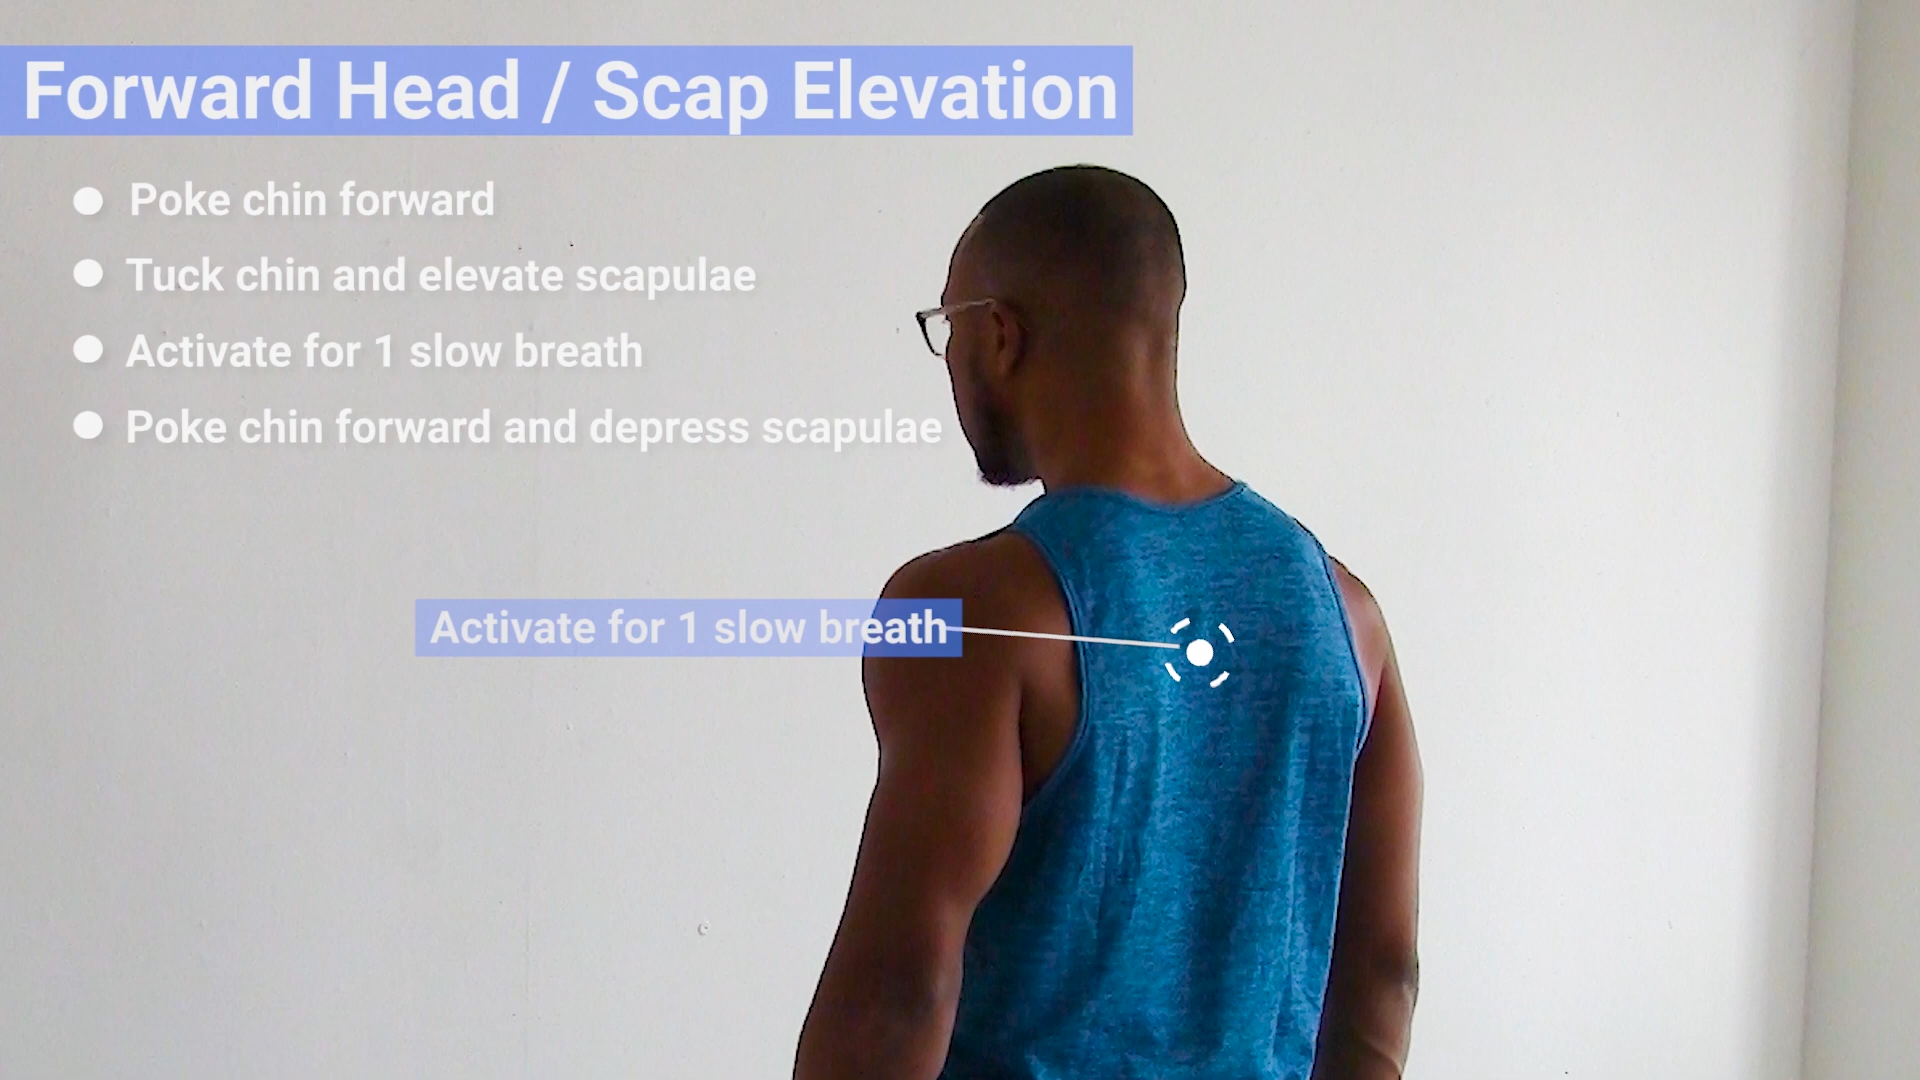 Forward Head / Scap Elevation
Poke chin forward
Tuck chin and elevate scapulae
Activate for 1 slow breath
Poke chin forward and depress scapulae
Activate for 1 slow breath